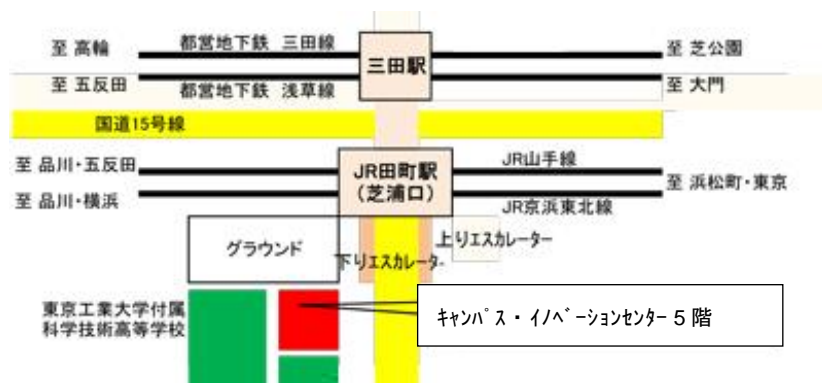 至 高輪
都営地下鉄 三田線
三田駅
至 芝公園
至 五反田
都営地下鉄 浅草線
至 大門
国道15号線
至 品川・五反田
JR田町駅
(芝浦口)
JR山手線
至 浜松町・東京
至 品川・横浜
JR京浜東北線
グラウンド
下りエスカレーター
上りエスカレーター
東京工業大学付属
科学技術高等学校
キャンパス・イノベーションセンター5階